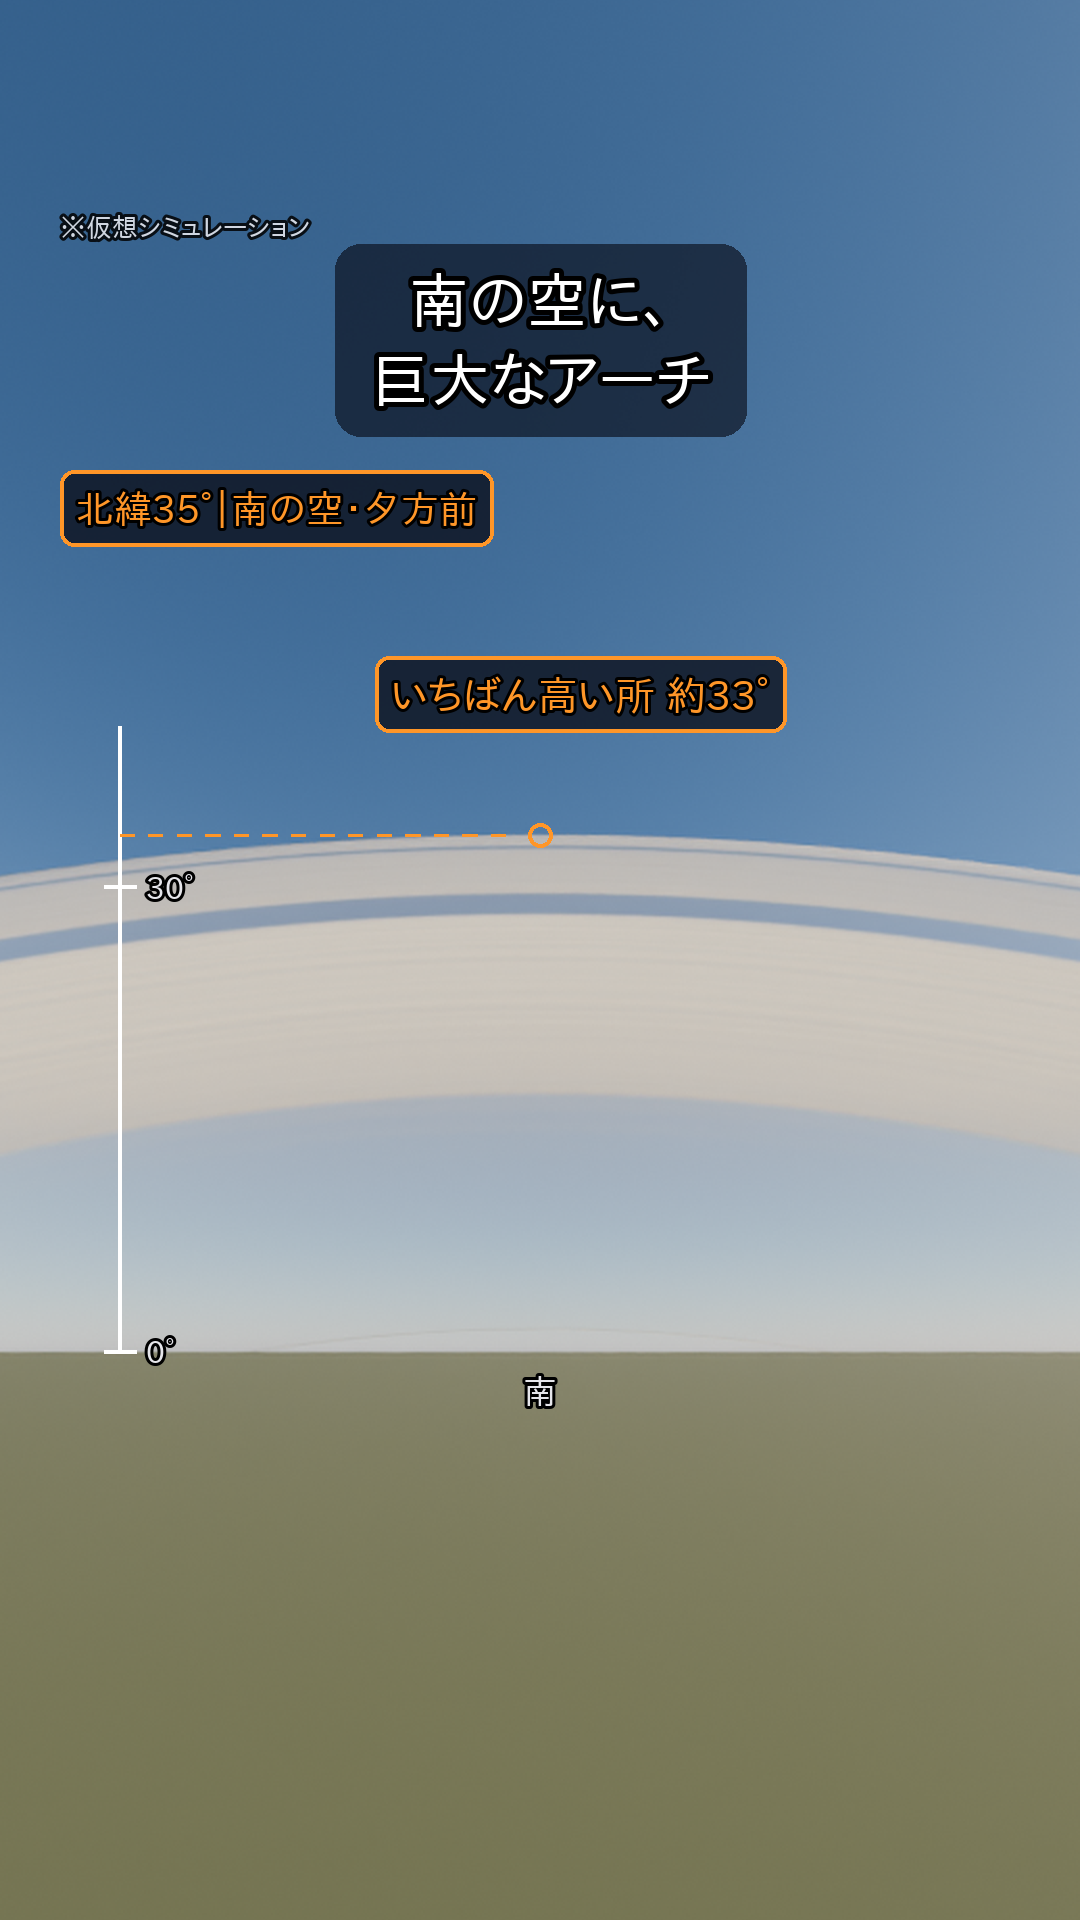 ※仮想シミュレーション
南の空に、
巨大なアーチ
北緯35°|南の空・夕方前
いちばん高い所 約33°
30°
0°
南